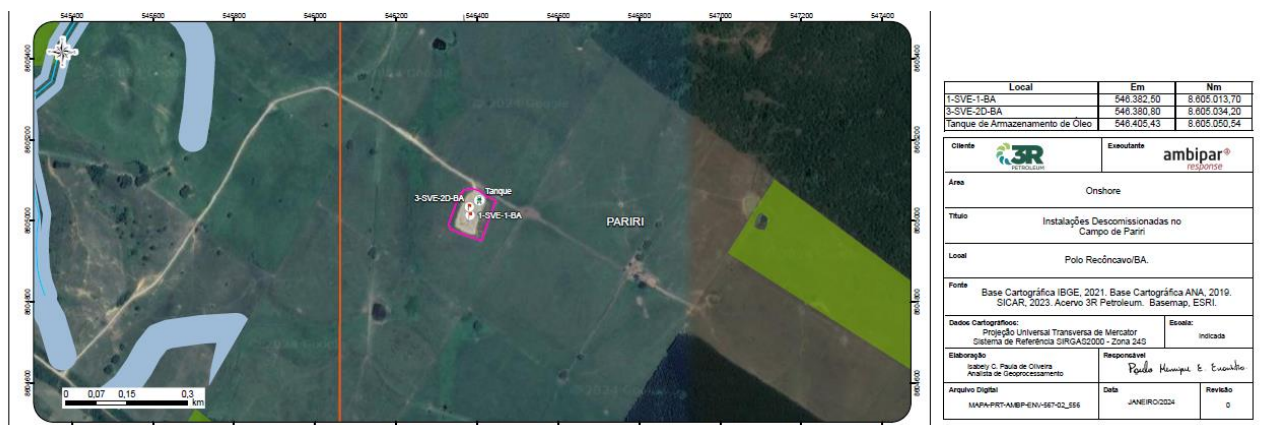 545400 545600 545800 546000 546200 546400 546600 546800 547000 547200 547400
8605400
8605200
8605000
8604800
8604600
Tanque
3-SVE-2D-BA
1-SVE-1-BA
PARIRI
0 0,07 0,15 0,3
km
Local Em Nm
1-SVE-1-BA 546.382,50 8.605.013,70
3-SVE-2D-BA 546.380,80 8.605.034,20
Tanque de Armazenamento de Óleo 546.405,43 8.605.050,54
Cliente
3R
PETROLEUM
Executante
ambipar®
response
Área
Onshore
Título
Instalações Descomissionadas no
Campo de Pariri
Local
Polo Recôncavo/BA.
Fonte
Base Cartográfica IBGE, 2021. Base Cartográfica ANA, 2019.
SICAR, 2023. Acervo 3R Petroleum. Basemap, ESRI.
Dados Cartográficos:
Projeção Universal Transversa de Mercator
Sistema de Referência SIRGAS2000 - Zona 24S
Escala:
Indicada
Elaboração
Isabely C. Paula de Oliveira
Analista de Geoprocessamento
Responsável
Paulo Henrique E.
Arquivo Digital
MAPA-PRT-AMBP-ENV-567-02_556
Data
JANEIRO/2024
Revisão
0